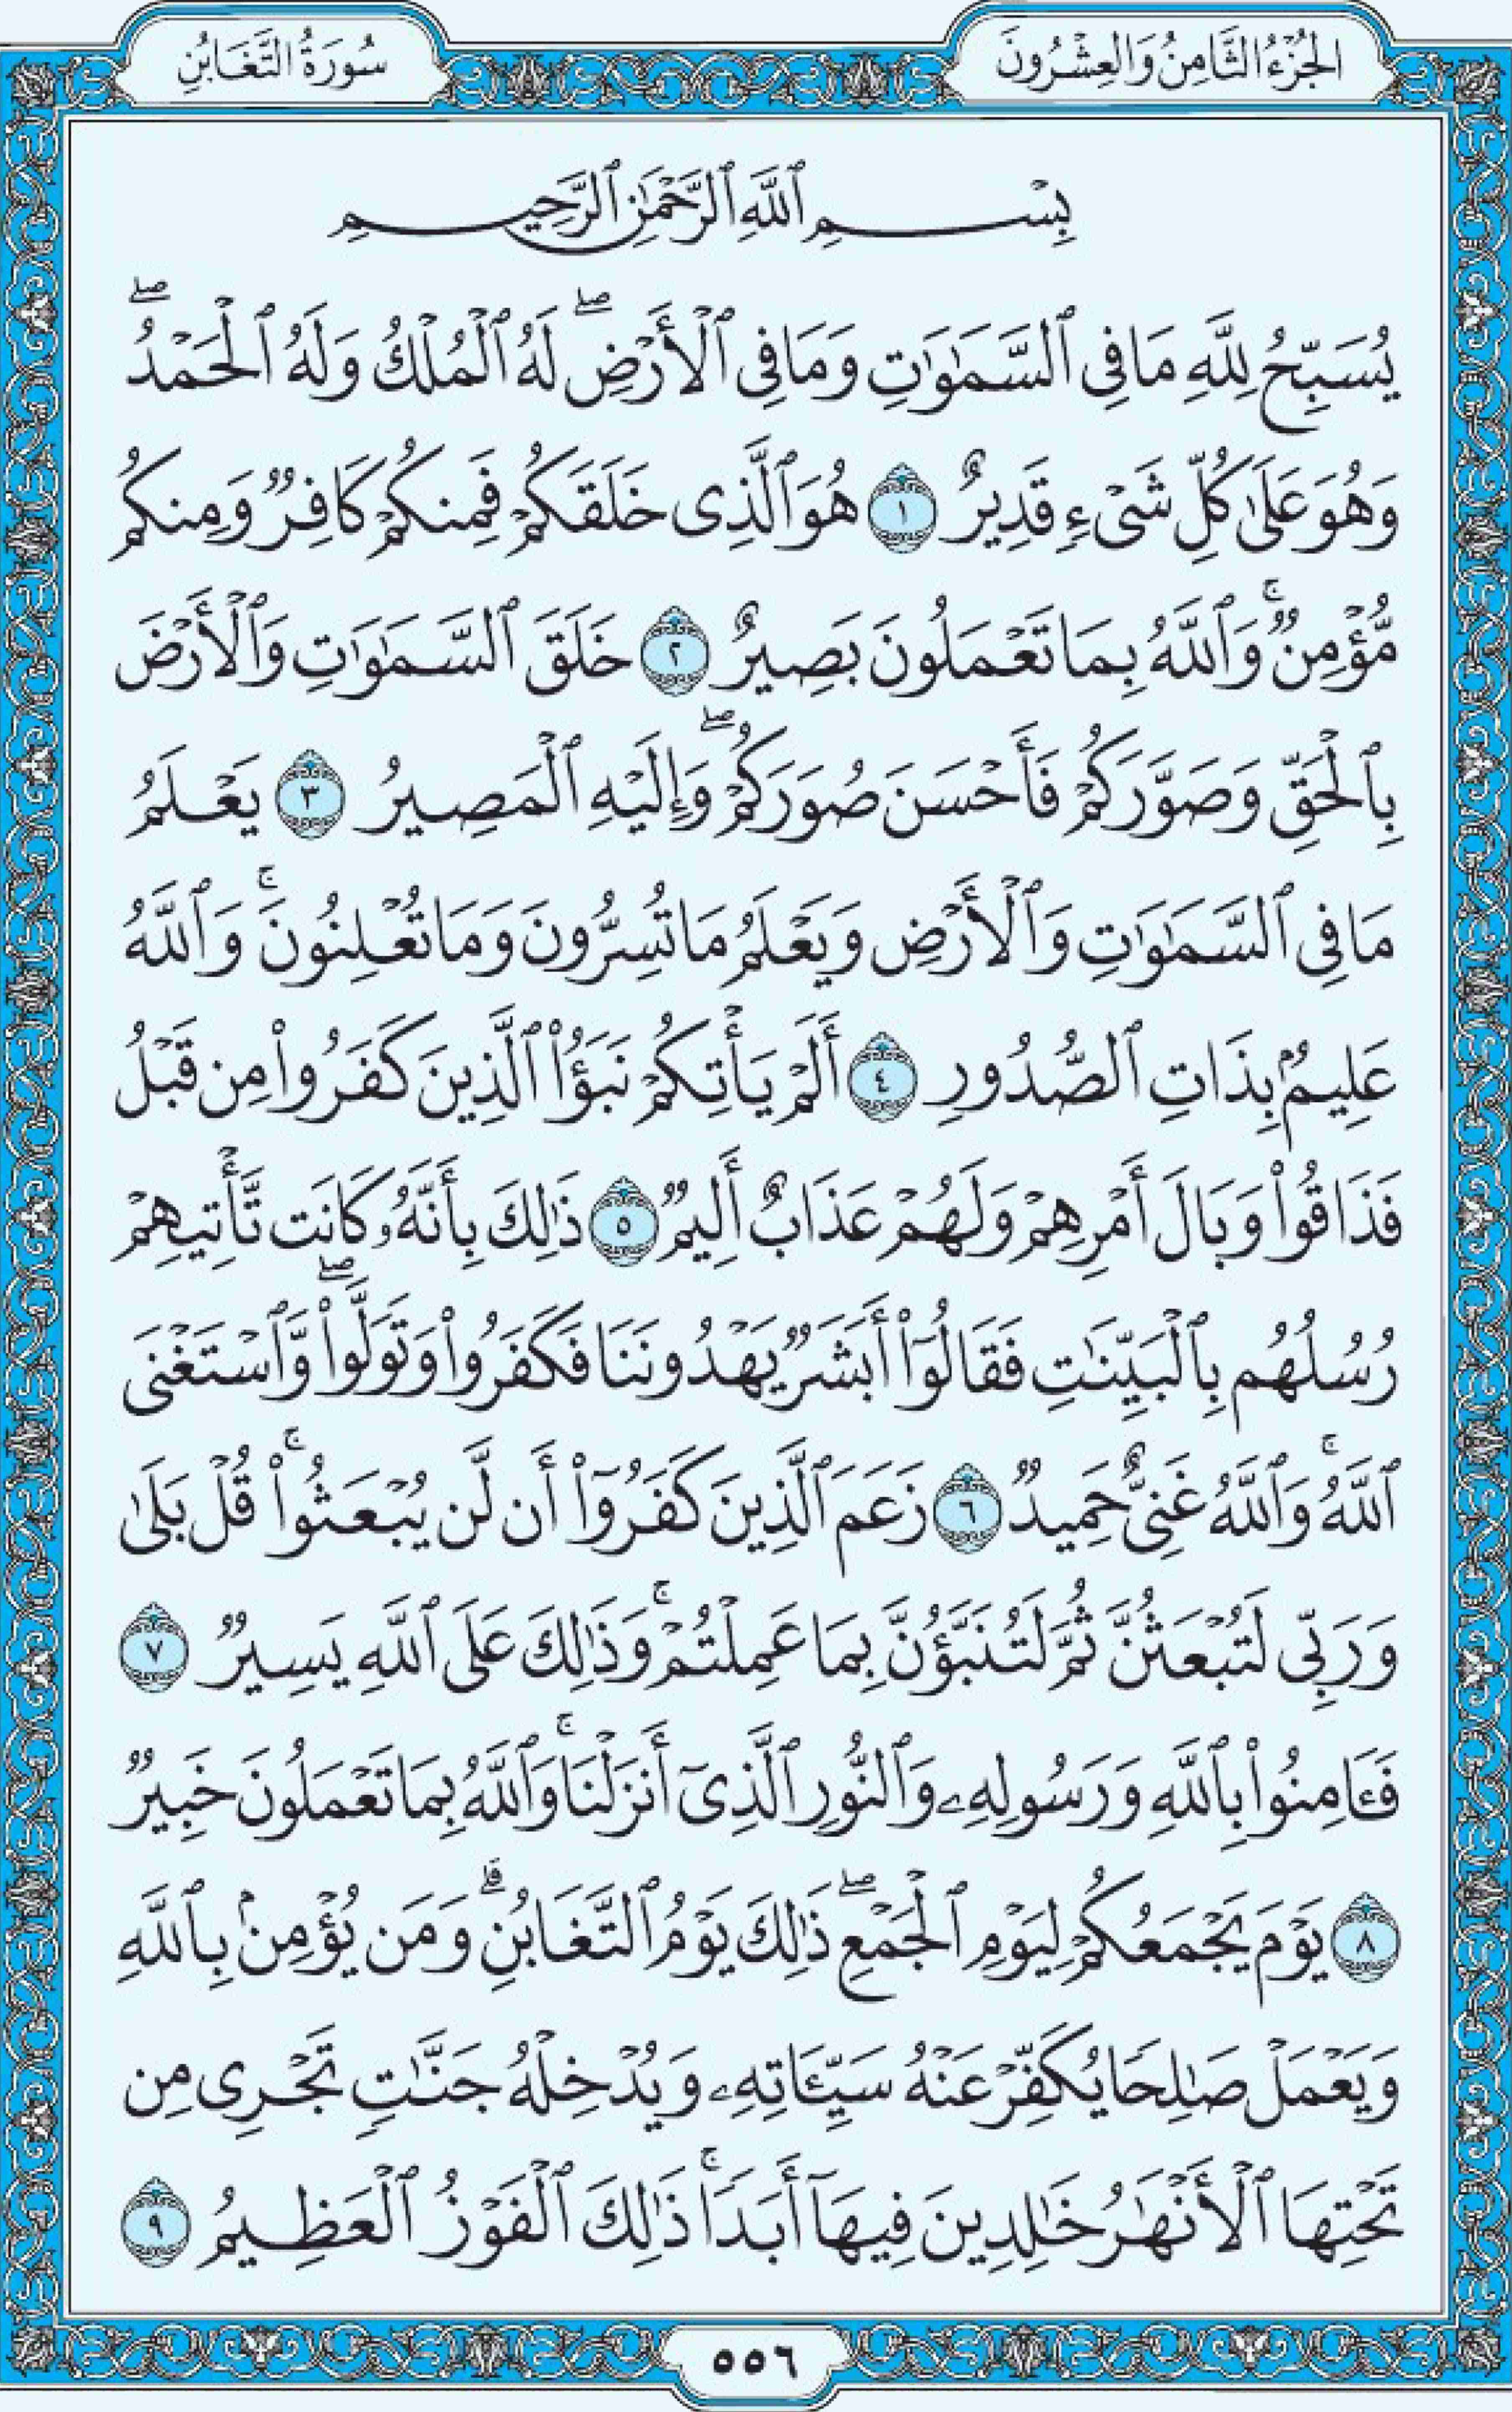 الجُزْءُ الثَّامِنُ وَالعِشْرُونَ
سُورَةُ التَّغَابُنِ
بِسْمِ ٱللَّهِ ٱلرَّحْمَٰنِ ٱلرَّحِيمِ
يُسَبِّحُ لِلَّهِ مَا فِى ٱلسَّمَٰوَٰتِ وَمَا فِى ٱلْأَرْضِۖ لَهُ ٱلْمُلْكُ وَلَهُ ٱلْحَمْدُۖ
وَهُوَ عَلَىٰ كُلِّ شَىْءٍ قَدِيرٌ ١ هُوَ ٱلَّذِى خَلَقَكُمْ فَمِنكُمْ كَافِرٌ وَمِنكُم
مُّؤْمِنٌۚ وَٱللَّهُ بِمَا تَعْمَلُونَ بَصِيرٌ ٢ خَلَقَ ٱلسَّمَٰوَٰتِ وَٱلْأَرْضَ
بِٱلْحَقِّ وَصَوَّرَكُمْ فَأَحْسَنَ صُوَرَكُمْۖ وَإِلَيْهِ ٱلْمَصِيرُ ٣ يَعْلَمُ
مَا فِى ٱلسَّمَٰوَٰتِ وَٱلْأَرْضِ وَيَعْلَمُ مَا تُسِرُّونَ وَمَا تُعْلِنُونَۚ وَٱللَّهُ
عَلِيمٌۢ بِذَاتِ ٱلصُّدُورِ ٤ أَلَمْ يَأْتِكُمْ نَبَؤُا۟ ٱلَّذِينَ كَفَرُوا۟ مِن قَبْلُ
فَذَاقُوا۟ وَبَالَ أَمْرِهِمْ وَلَهُمْ عَذَابٌ أَلِيمٌ ٥ ذَٰلِكَ بِأَنَّهُۥ كَانَت تَّأْتِيهِمْ
رُسُلُهُم بِٱلْبَيِّنَٰتِ فَقَالُوٓا۟ أَبَشَرٌ يَهْدُونَنَا فَكَفَرُوا۟ وَتَوَلَّوا۟ۖ وَّٱسْتَغْنَى
ٱللَّهُۚ وَٱللَّهُ غَنِىٌّ حَمِيدٌ ٦ زَعَمَ ٱلَّذِينَ كَفَرُوٓا۟ أَن لَّن يُبْعَثُوا۟ۚ قُلْ بَلَىٰ
وَرَبِّى لَتُبْعَثُنَّ ثُمَّ لَتُنَبَّؤُنَّ بِمَا عَمِلْتُمْۚ وَذَٰلِكَ عَلَى ٱللَّهِ يَسِيرٌ ٧
فَـَٔامِنُوا۟ بِٱللَّهِ وَرَسُولِهِۦ وَٱلنُّورِ ٱلَّذِىٓ أَنزَلْنَاۚ وَٱللَّهُ بِمَا تَعْمَلُونَ خَبِيرٌ
٨ يَوْمَ يَجْمَعُكُمْ لِيَوْمِ ٱلْجَمْعِۖ ذَٰلِكَ يَوْمُ ٱلتَّغَابُنِۗ وَمَن يُؤْمِنۢ بِٱللَّهِ
وَيَعْمَلْ صَٰلِحًا يُكَفِّرْ عَنْهُ سَيِّـَٔاتِهِۦ وَيُدْخِلْهُ جَنَّٰتٍ تَجْرِى مِن
تَحْتِهَا ٱلْأَنْهَٰرُ خَٰلِدِينَ فِيهَآ أَبَدًاۚ ذَٰلِكَ ٱلْفَوْزُ ٱلْعَظِيمُ ٩
٥٥٦